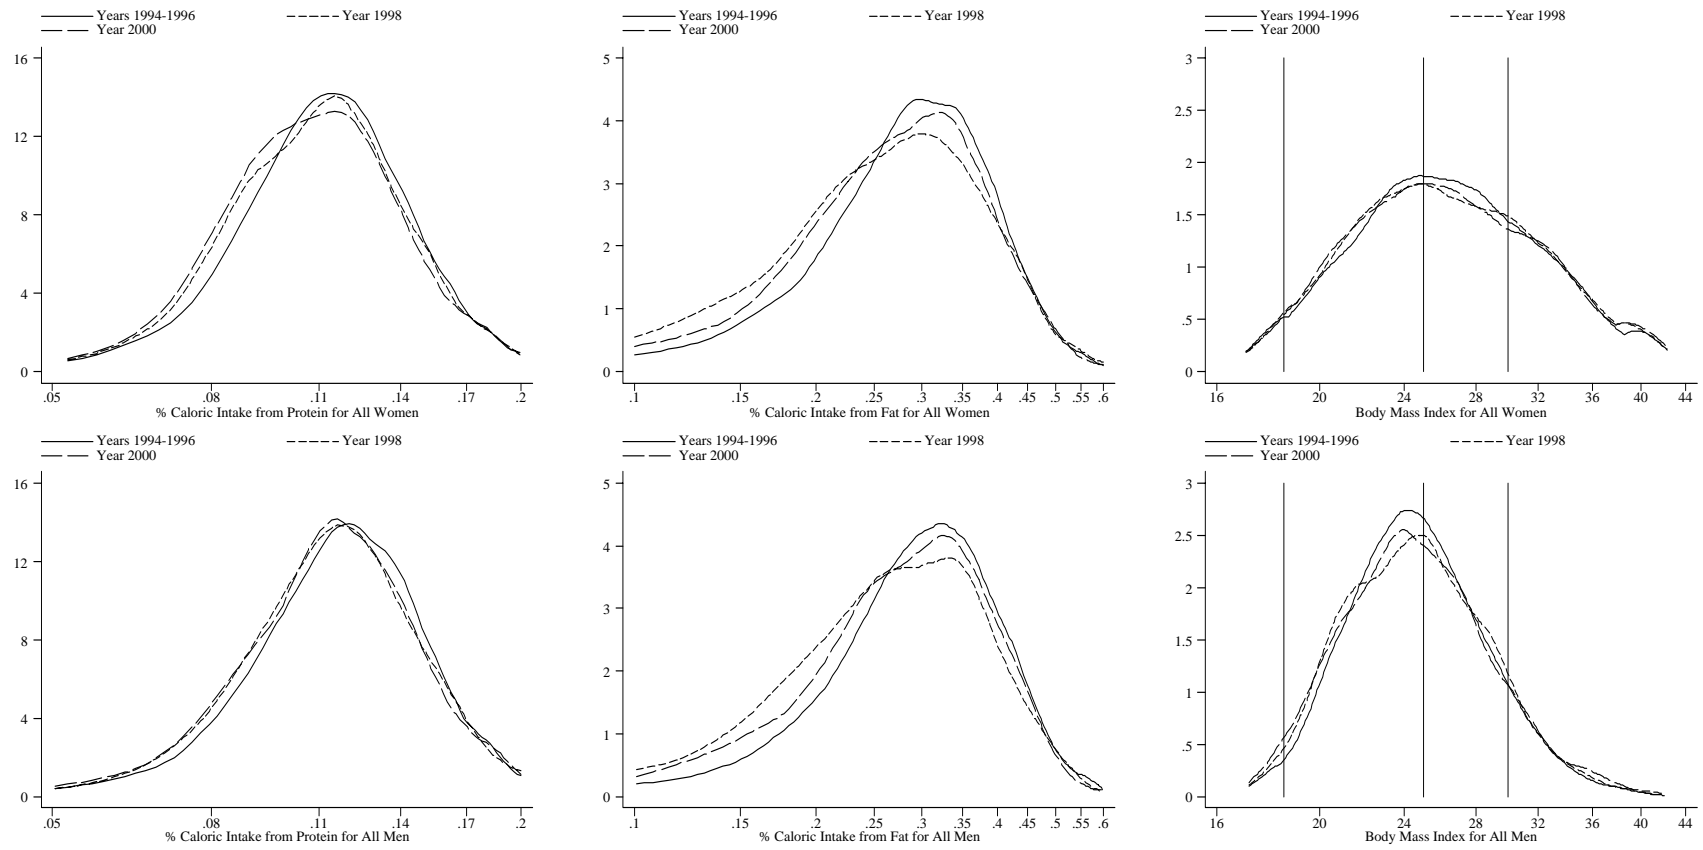 Years 1994-1996 Year 1998
Year 2000
16
12
8
4
0
.05 .08 .11 .14 .17 .2
% Caloric Intake from Protein for All Women
Years 1994-1996 Year 1998
Year 2000
5
4
3
2
1
0
.1 .15 .2 .25 .3 .35 .4 .45 .5 .55 .6
% Caloric Intake from Fat for All Women
Years 1994-1996 Year 1998
Year 2000
3
2.5
2
1.5
1
.5
0
16 20 24 28 32 36 40 44
Body Mass Index for All Women
Years 1994-1996 Year 1998
Year 2000
16
12
8
4
0
.05 .08 .11 .14 .17 .2
% Caloric Intake from Protein for All Men
Years 1994-1996 Year 1998
Year 2000
5
4
3
2
1
0
.1 .15 .2 .25 .3 .35 .4 .45 .5 .55 .6
% Caloric Intake from Fat for All Men
Years 1994-1996 Year 1998
Year 2000
3
2.5
2
1.5
1
.5
0
16 20 24 28 32 36 40 44
Body Mass Index for All Men